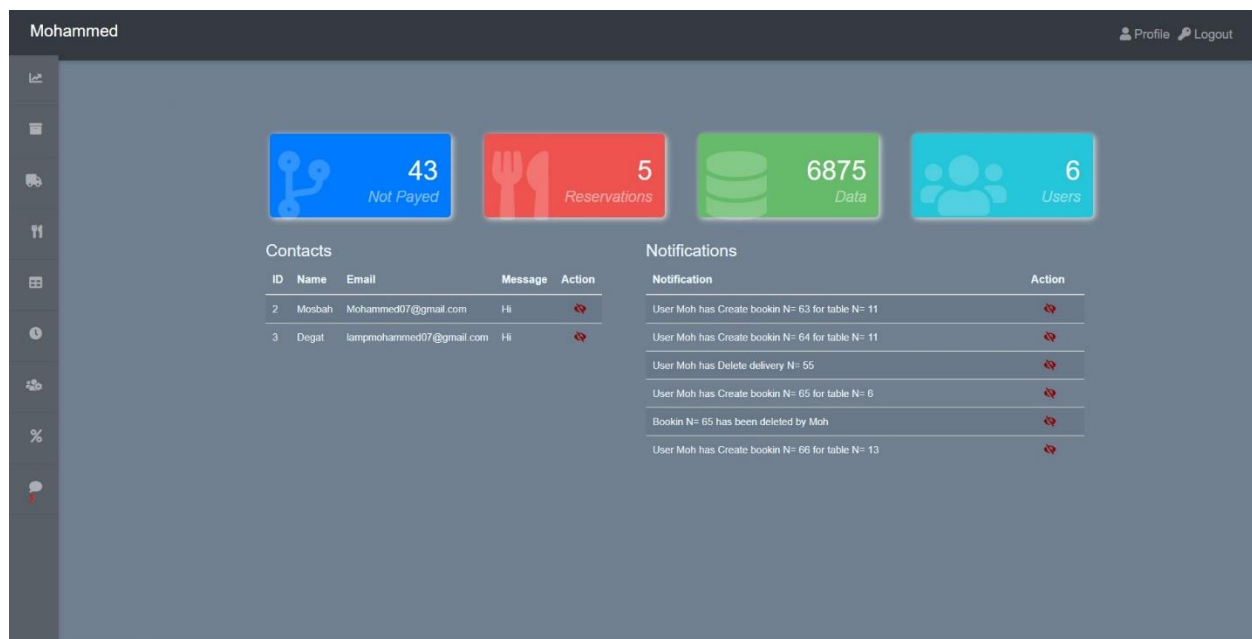 Mohammed
Profile Logout
43
Not Payed
5
Reservations
6875
Data
6
Users
Contacts
ID Name Email Message Action
2 Mosbah Mohammed07@gmail.com Hi
3 Degat lampmohammed07@gmail.com Hi
Notifications
Notification Action
User Moh has Create bookin N= 63 for table N= 11
User Moh has Create bookin N= 64 for table N= 11
User Moh has Delete delivery N= 55
User Moh has Create bookin N= 65 for table N= 6
Bookin N= 65 has been deleted by Moh
User Moh has Create bookin N= 66 for table N= 13